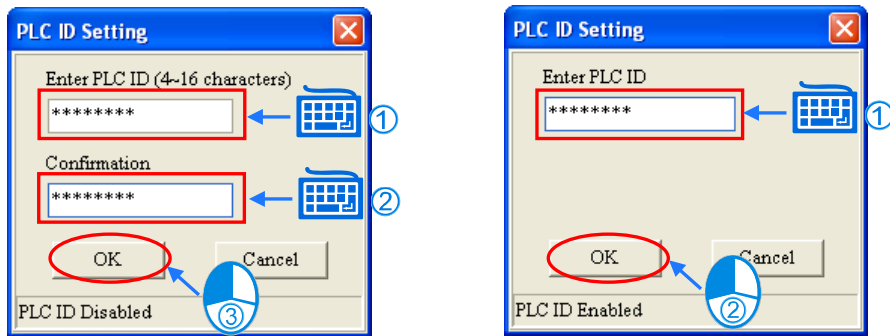 PLC ID Setting
Enter PLC ID (4~16 characters)
********
1
Confirmation
********
2
OK
Cancel
3
PLC ID Disabled
PLC ID Setting
Enter PLC ID
********
1
OK
Cancel
2
PLC ID Enabled